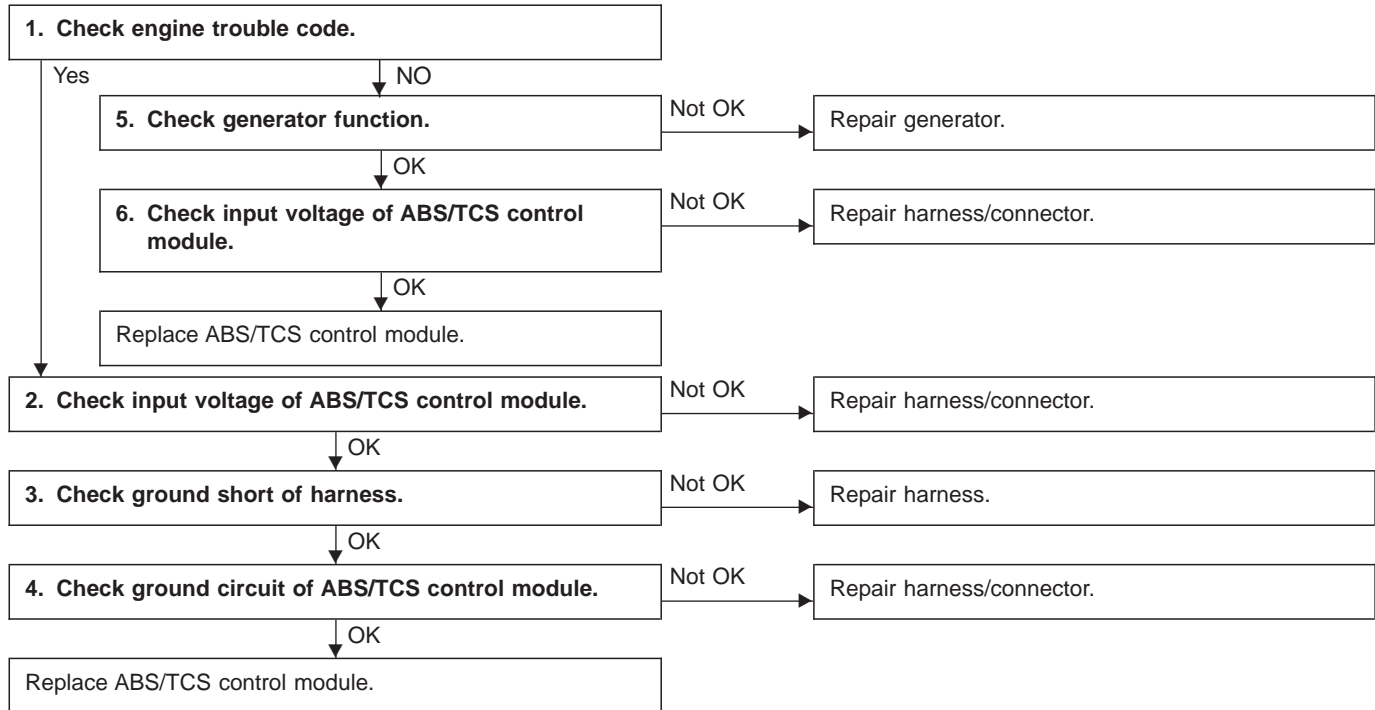 1. Check engine trouble code.
Yes
NO
5. Check generator function.
Not OK
Repair generator.
OK
6. Check input voltage of ABS/TCS control
module.
Not OK
Repair harness/connector.
OK
Replace ABS/TCS control module.
2. Check input voltage of ABS/TCS control module.
Not OK
Repair harness/connector.
OK
3. Check ground short of harness.
Not OK
Repair harness.
OK
4. Check ground circuit of ABS/TCS control module.
Not OK
Repair harness/connector.
OK
Replace ABS/TCS control module.